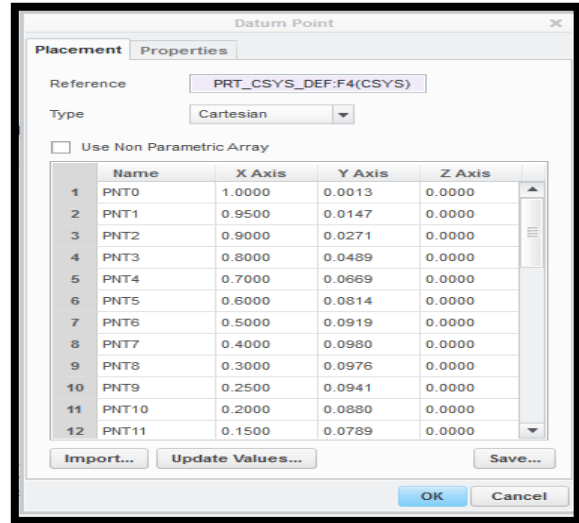 Datum Point
Placement Properties
Reference PRT_CSYS_DEF:F4(CSYS)
Type Cartesian
Use Non Parametric Array
Name X Axis Y Axis Z Axis
1 PNT0 1.0000 0.0013 0.0000
2 PNT1 0.9500 0.0147 0.0000
3 PNT2 0.9000 0.0271 0.0000
4 PNT3 0.8000 0.0489 0.0000
5 PNT4 0.7000 0.0669 0.0000
6 PNT5 0.6000 0.0814 0.0000
7 PNT6 0.5000 0.0919 0.0000
8 PNT7 0.4000 0.0980 0.0000
9 PNT8 0.3000 0.0976 0.0000
10 PNT9 0.2500 0.0941 0.0000
11 PNT10 0.2000 0.0880 0.0000
12 PNT11 0.1500 0.0789 0.0000
Import... Update Values... Save...
OK Cancel